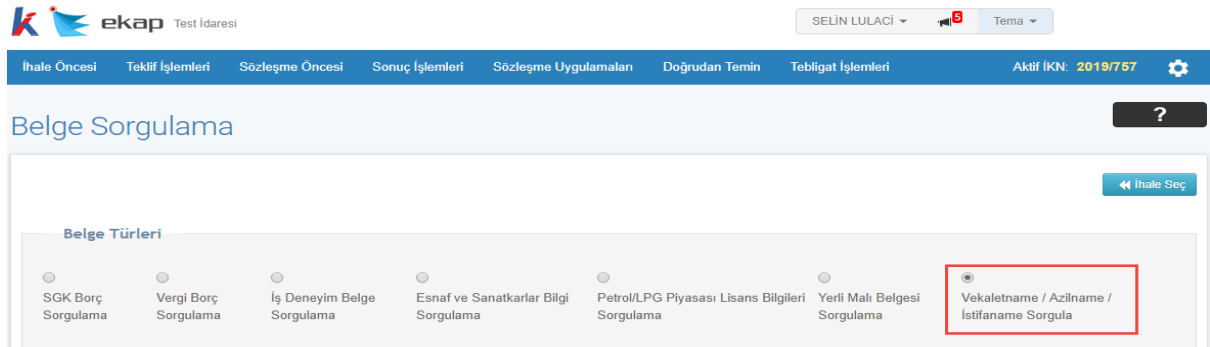 ekap Test İdaresi SELİN LULACİ 5 Tema
İhale Öncesi Teklif İşlemleri Sözleşme Öncesi Sonuç İşlemleri Sözleşme Uygulamaları Doğrudan Temin Tebligat İşlemleri Aktif İKN: 2019/757
Belge Sorgulama ?
İhale Seç
Belge Türleri
SGK Borç Vergi Borç İş Deneyim Belge Esnaf ve Sanatkarlar Bilgi Petrol/LPG Piyasası Lisans Bilgileri Yerli Malı Belgesi Vekaletname / Azilname /
Sorgulama Sorgulama Sorgulama Sorgulama Sorgulama Sorgulama İstifaname Sorgula